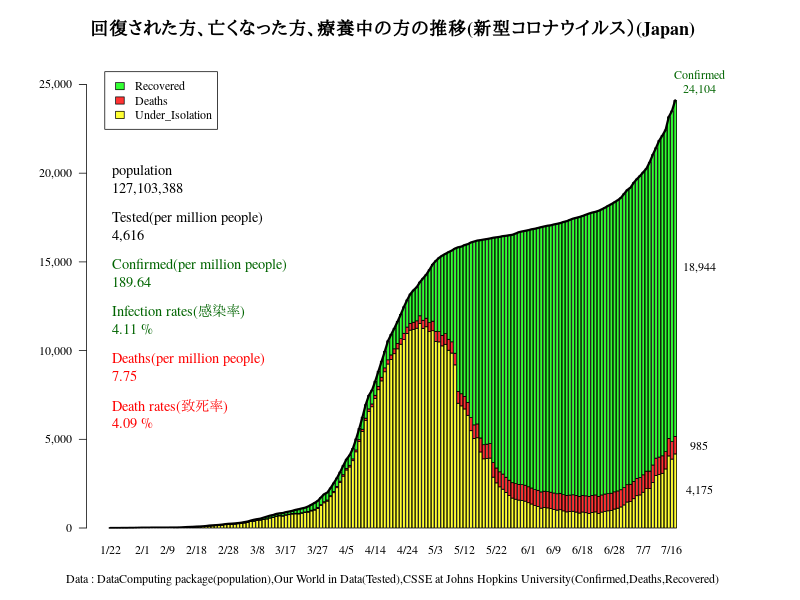 回復された方、亡くなった方、療養中の方の推移(新型コロナウイルス)(Japan)
Confirmed
24,104
25,000
Recovered
Deaths
Under_Isolation
20,000
population
127,103,388
Tested(per million people)
4,616
15,000
Confirmed(per million people)
189.64
18,944
Infection rates(感染率)
4.11 %
10,000
Deaths(per million people)
7.75
Death rates(致死率)
4.09 %
5,000
985
4,175
0
1/22 2/1 2/9 2/18 2/28 3/8 3/17 3/27 4/5 4/14 4/24 5/3 5/12 5/22 6/1 6/9 6/18 6/28 7/7 7/16
Data : DataComputing package(population),Our World in Data(Tested),CSSE at Johns Hopkins University(Confirmed,Deaths,Recovered)